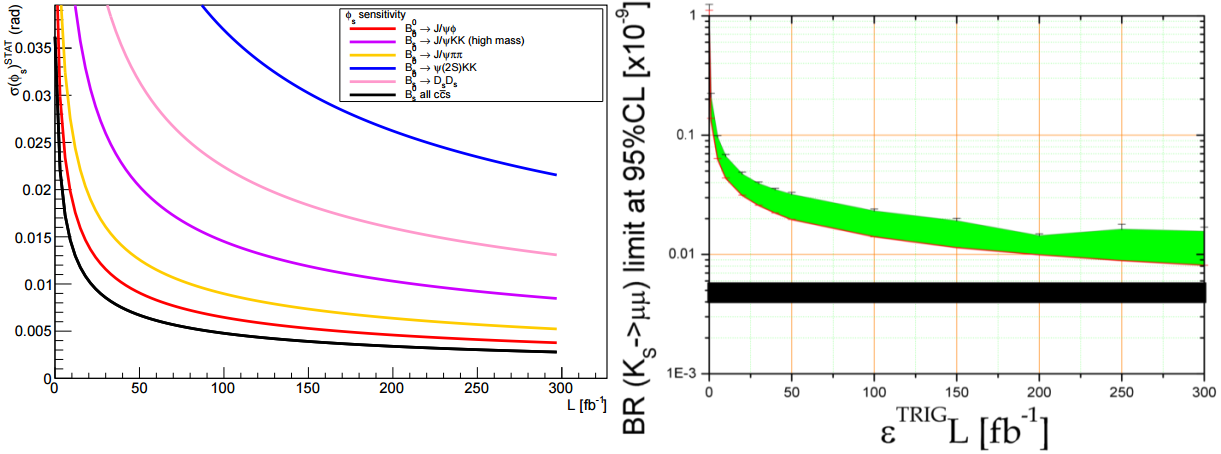 σ(ϕₛ)^STAT (rad)
0.035
0.03
0.025
0.02
0.015
0.01
0.005
0
0 50 100 150 200 250 300
L [fb⁻¹]
ϕₛ sensitivity
B⁰ₛ → J/ψϕ
B⁰ₛ → J/ψKK (high mass)
B⁰ₛ → J/ψππ
B⁰ₛ → ψ(2S)KK
B⁰ₛ → DₛDₛ
B⁰ₛ all cc̄s
BR (K_S->μμ) limit at 95%CL [x10⁻⁹]
1
0.1
0.01
1E-3
0 50 100 150 200 250 300
ε^TRIG L [fb⁻¹]